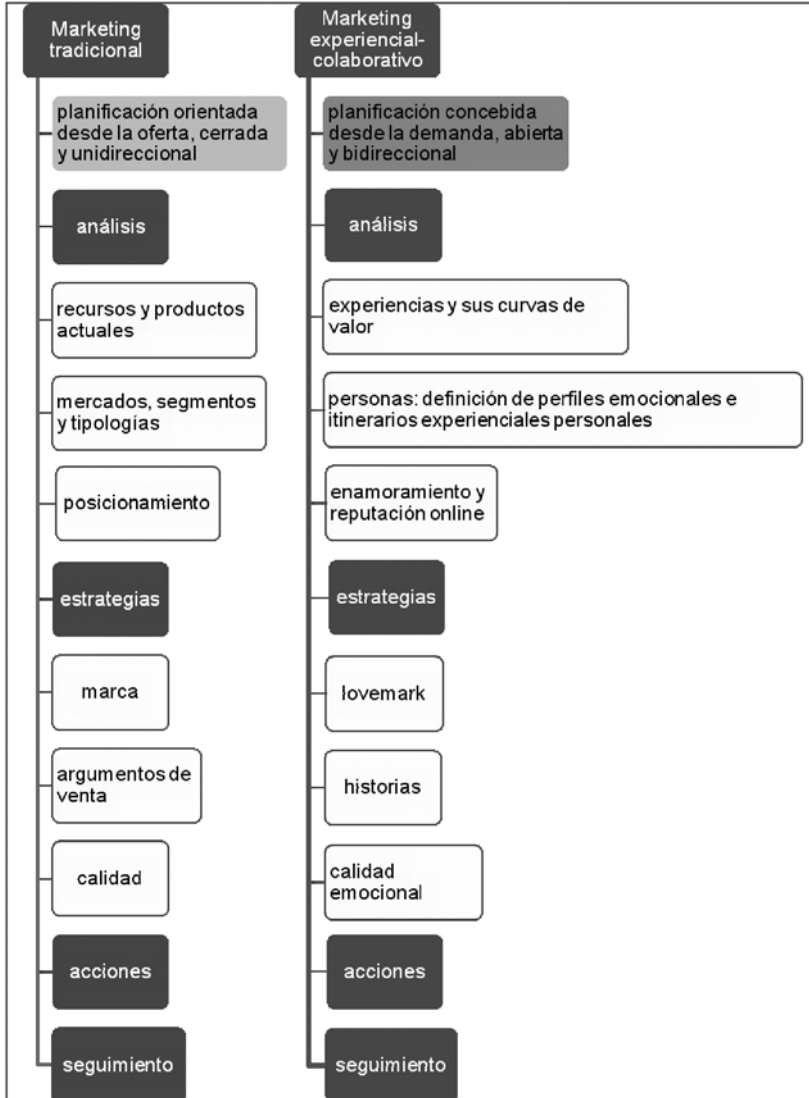 Marketing
tradicional
planificación orientada
desde la oferta, cerrada
y unidireccional
análisis
recursos y productos
actuales
mercados, segmentos
y tipologías
posicionamiento
estrategias
marca
argumentos de
venta
calidad
acciones
seguimiento
Marketing
experiencial-
colaborativo
planificación concebida
desde la demanda, abierta
y bidireccional
análisis
experiencias y sus curvas de
valor
personas: definición de perfiles emocionales e
itinerarios experienciales personales
enamoramiento y
reputación online
estrategias
lovemark
historias
calidad
emocional
acciones
seguimiento